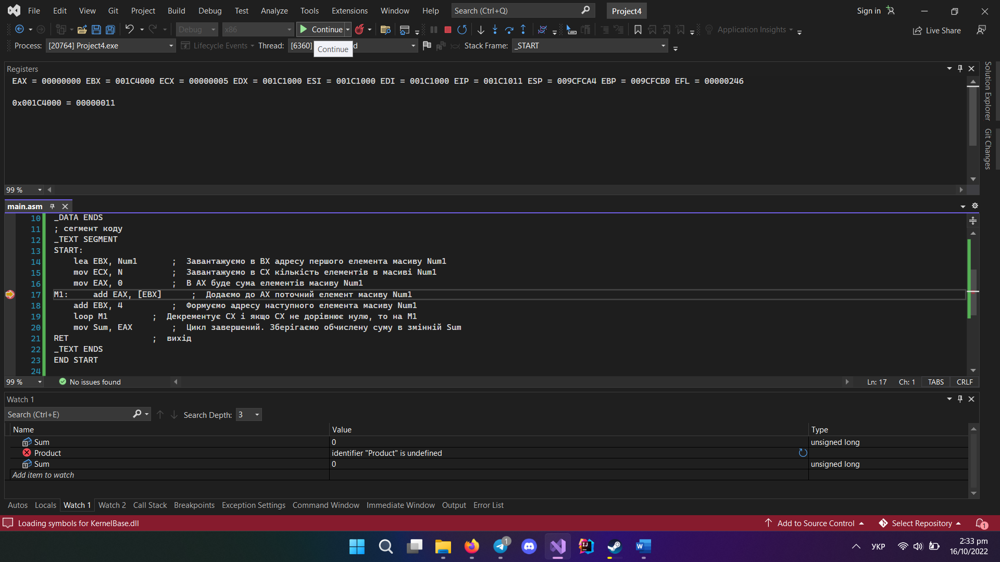 File Edit View Git Project Build Debug Test Analyze Tools Extensions Window Help Search (Ctrl+Q) Project4 Sign in
Debug x86 Continue Application Insights Live Share
Process: [20764] Project4.exe Lifecycle Events Thread: [6360] d Stack Frame: _START
Continue
Registers
EAX = 00000000 EBX = 001C4000 ECX = 00000005 EDX = 001C1000 ESI = 001C1000 EDI = 001C1000 EIP = 001C1011 ESP = 009CFCA4 EBP = 009CFCB0 EFL = 00000246
0x001C4000 = 00000011
Solution Explorer
Git Changes
99 %
main.asm
10 _DATA ENDS
11 ; сегмент коду
12 _TEXT SEGMENT
13 START:
14 lea EBX, Num1 ; Завантажуємо в BX адресу першого елемента масиву Num1
15 mov ECX, N ; Завантажуємо в CX кількість елементів в масиві Num1
16 mov EAX, 0 ; В AX буде сума елементів масиву Num1
17 M1: add EAX, [EBX] ; Додаємо до AX поточний елемент масиву Num1
18 add EBX, 4 ; Формуємо адресу наступного елемента масиву Num1
19 loop M1 ; Декрементує CX і якщо CX не дорівнює нулю, то на M1
20 mov Sum, EAX ; Цикл завершений. Зберігаємо обчислену суму в змінній Sum
21 RET ; вихід
22 _TEXT ENDS
23 END START
24
99 % No issues found Ln: 17 Ch: 1 TABS CRLF
Watch 1
Search (Ctrl+E) Search Depth: 3
Name Value Type
Sum 0 unsigned long
Product identifier "Product" is undefined
Sum 0 unsigned long
Add item to watch
Autos Locals Watch 1 Watch 2 Call Stack Breakpoints Exception Settings Command Window Immediate Window Output Error List
Loading symbols for KernelBase.dll Add to Source Control Select Repository 1
1 УКР 2:33 pm
16/10/2022